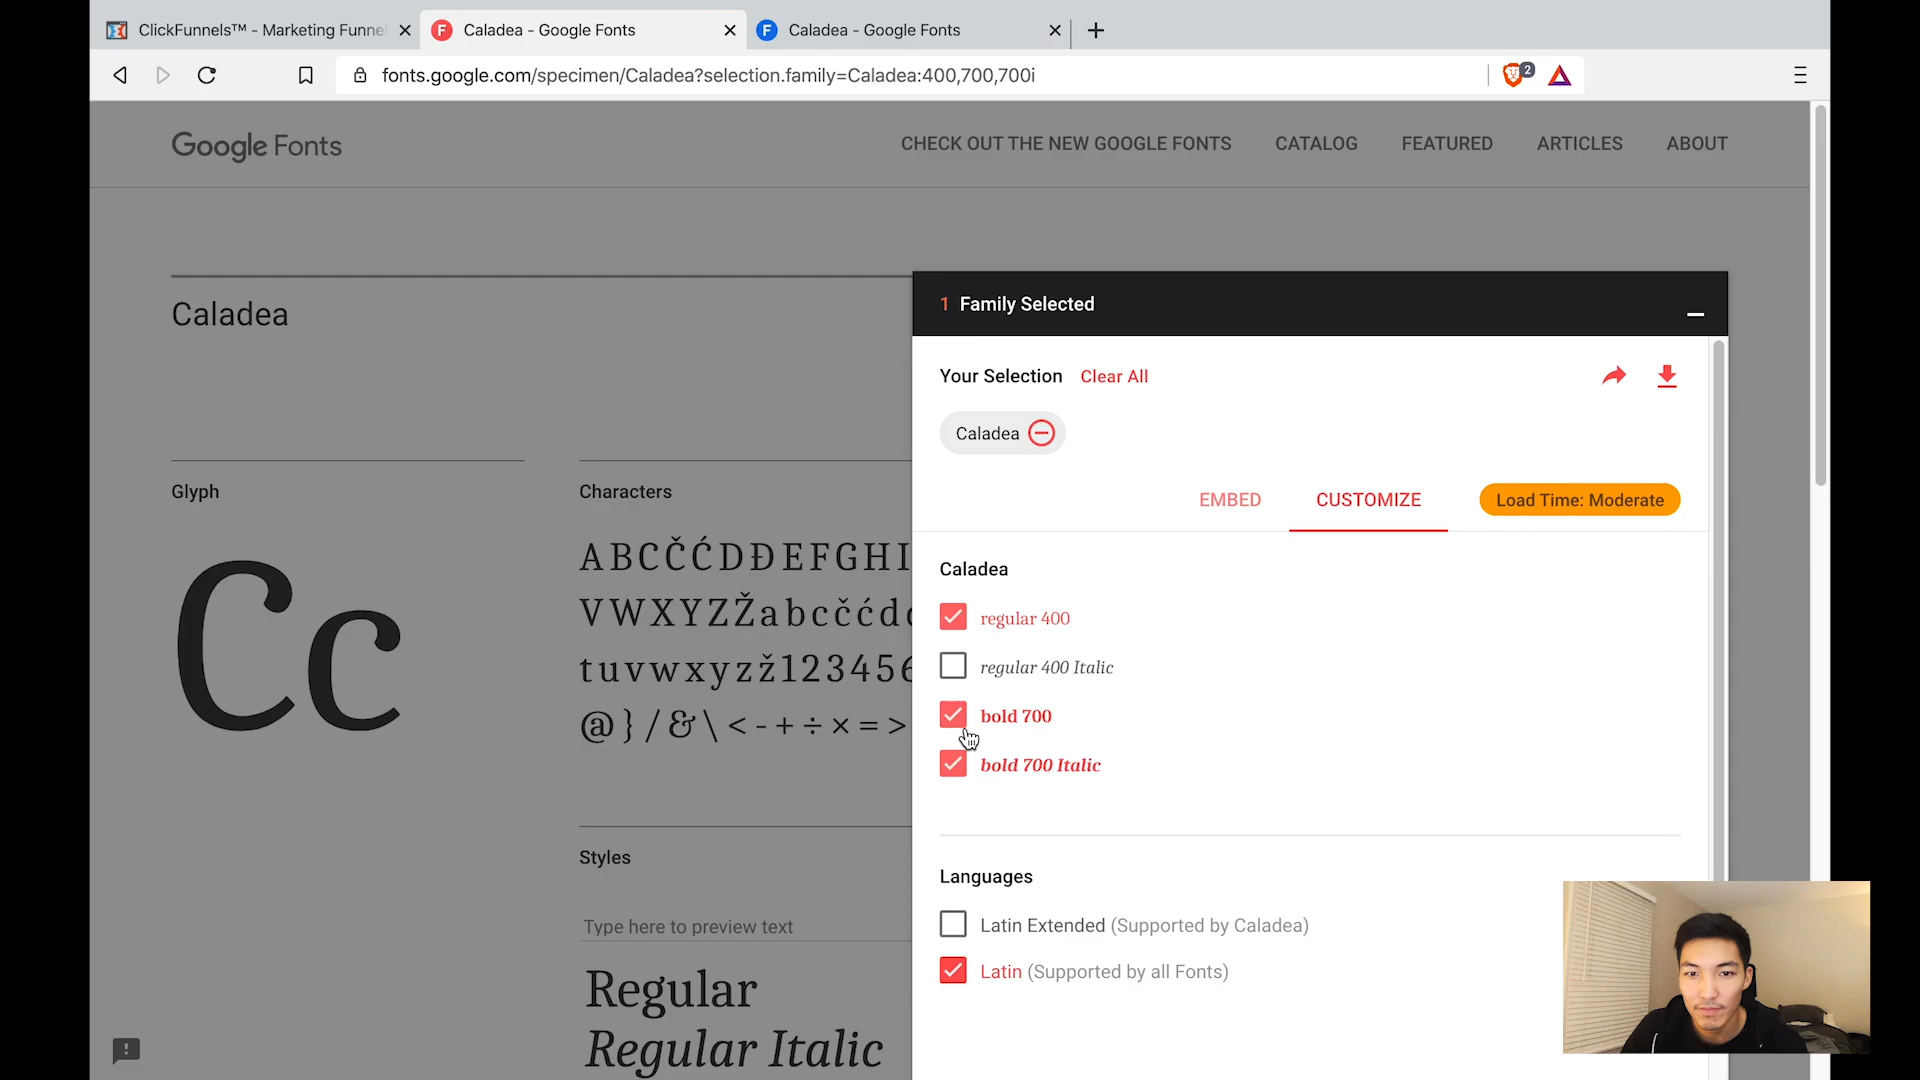 ClickFunnels™ - Marketing Funne
Caladea - Google Fonts
Caladea - Google Fonts
fonts.google.com/specimen/Caladea?selection.family=Caladea:400,700,700i
2
Google Fonts
CHECK OUT THE NEW GOOGLE FONTS
CATALOG
FEATURED
ARTICLES
ABOUT
Caladea
Glyph
Cc
Characters
ABCČĆDĐEFGHI
VWXYZŽabcčćd
tuvwxyzž123456
@}/&\<-+÷×=>
Styles
Type here to preview text
Regular
Regular Italic
1 Family Selected
Your Selection Clear All
Caladea
EMBED
CUSTOMIZE
Load Time: Moderate
Caladea
regular 400
regular 400 Italic
bold 700
bold 700 Italic
Languages
Latin Extended (Supported by Caladea)
Latin (Supported by all Fonts)